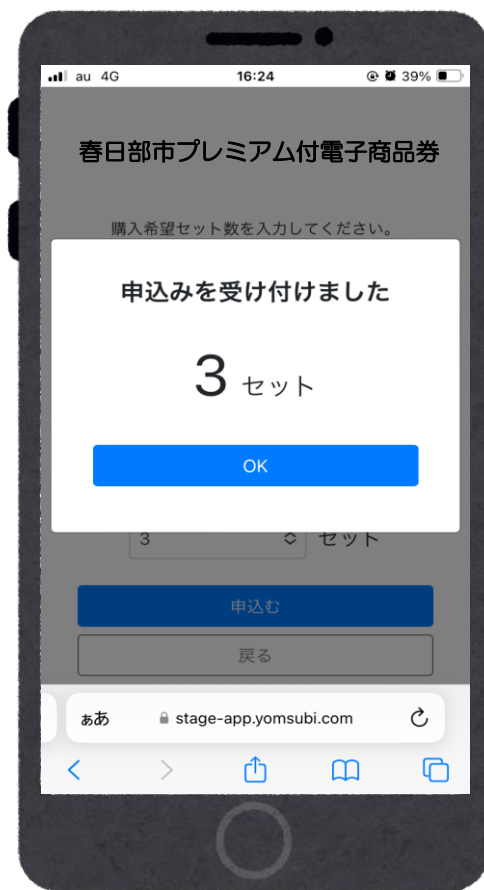 au 4G 16:24 39%
春日部市プレミアム付電子商品券
購入希望セット数を入力してください。
申込みを受け付けました
3 セット
OK
3 セット
申込む
戻る
ぁあ stage-app.yomsubi.com